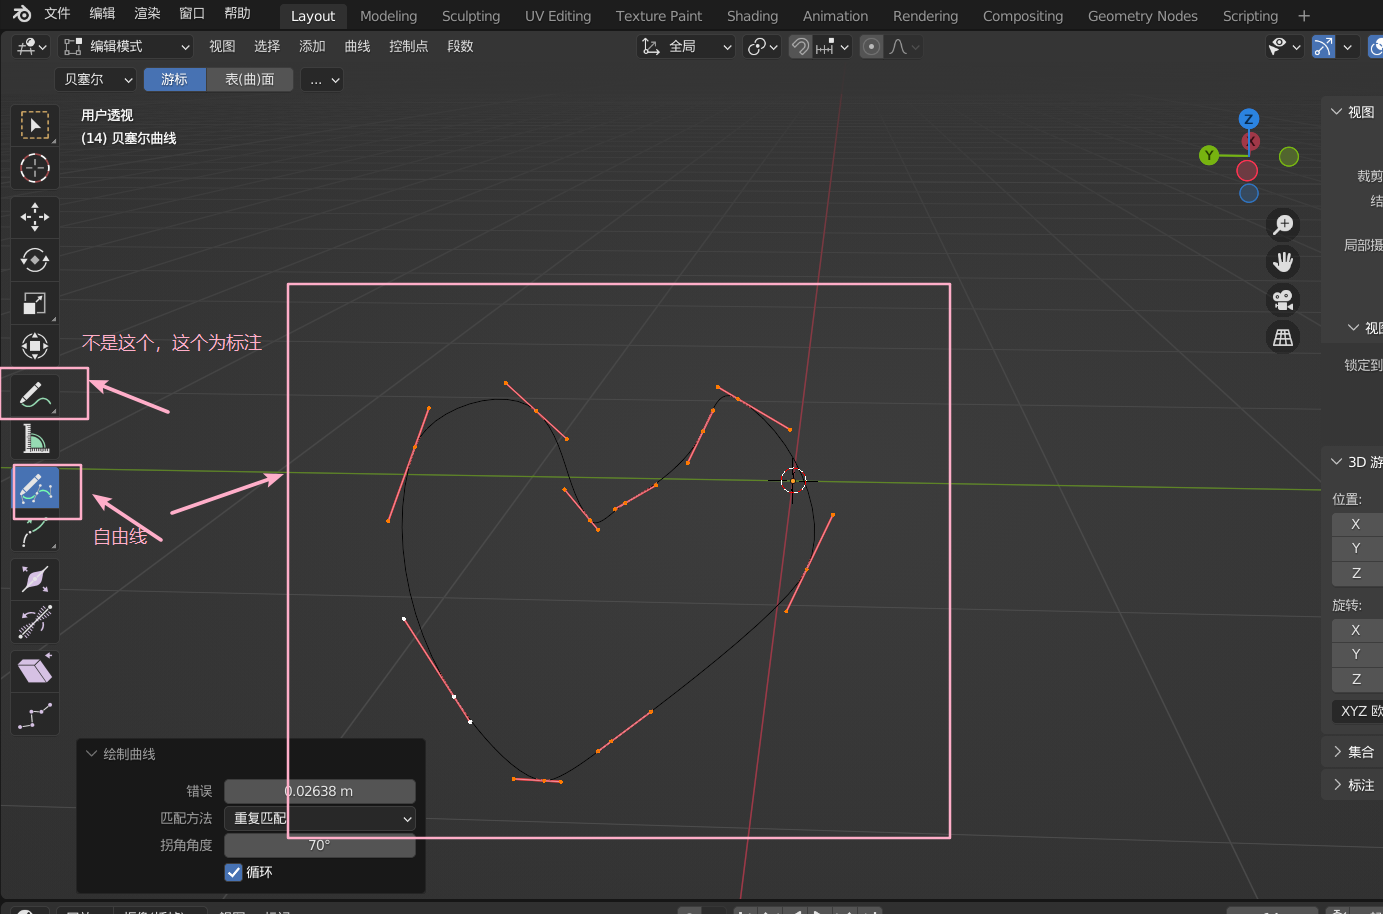 文件 编辑 渲染 窗口 帮助 Layout Modeling Sculpting UV Editing Texture Paint Shading Animation Rendering Compositing Geometry Nodes Scripting +
编辑模式 视图 选择 添加 曲线 控制点 段数 全局
贝塞尔 游标 表(曲)面 ...
用户透视
(14) 贝塞尔曲线
Z
X
Y
视图
裁剪
结
局部摄
视图
锁定到
不是这个，这个为标注
自由线
3D 游
位置:
X
Y
Z
旋转:
X
Y
Z
XYZ 欧
集合
标注
绘制曲线
错误 0.02638 m
匹配方法 重复匹配
拐角角度 70°
循环